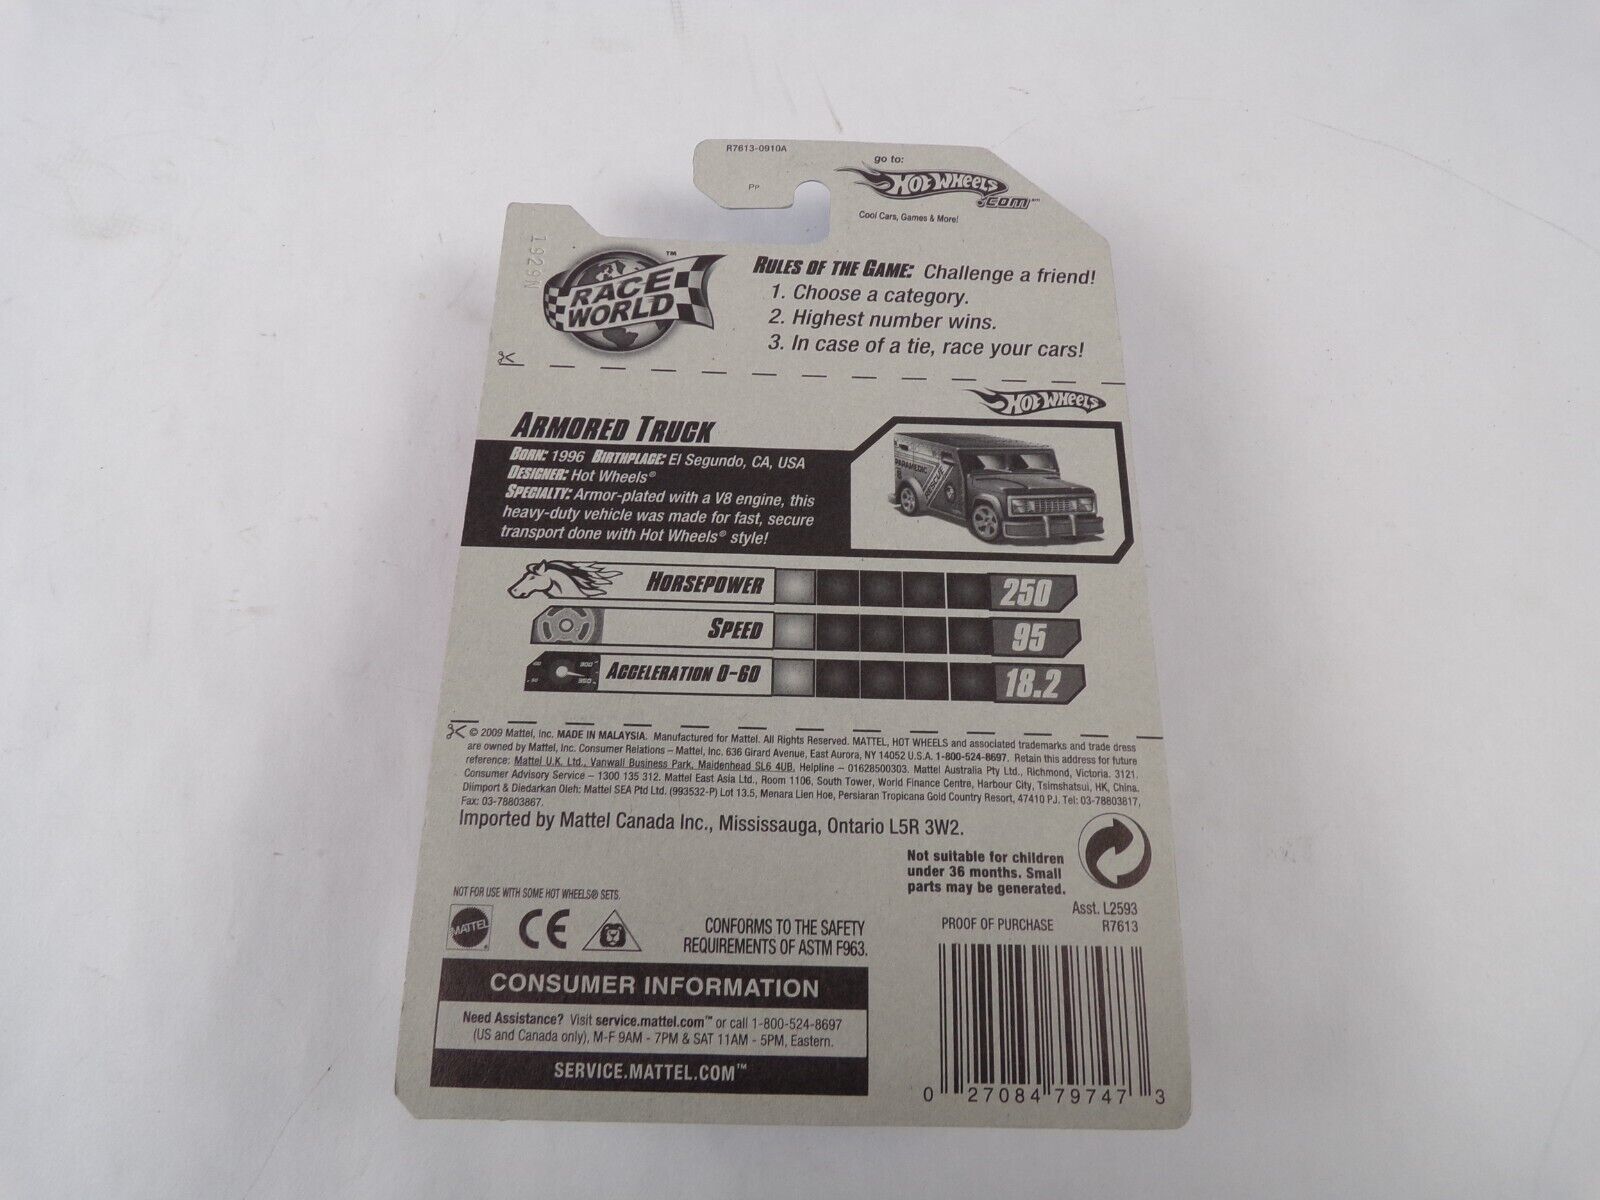 R7613-0910A
PP
go to:
HOT WHEELS
.COM℠
Cool Cars, Games & More!
1929N
RACE WORLD™
RULES OF THE GAME: Challenge a friend!
1. Choose a category.
2. Highest number wins.
3. In case of a tie, race your cars!
HOT WHEELS
ARMORED TRUCK
BORN: 1996 BIRTHPLACE: El Segundo, CA, USA
DESIGNER: Hot Wheels®
SPECIALTY: Armor-plated with a V8 engine, this
heavy-duty vehicle was made for fast, secure
transport done with Hot Wheels® style!
PARAMEDIC
RESCUE
HORSEPOWER 250
SPEED 95
ACCELERATION 0-60 18.2
© 2009 Mattel, Inc. MADE IN MALAYSIA. Manufactured for Mattel. All Rights Reserved. MATTEL, HOT WHEELS and associated trademarks and trade dress
are owned by Mattel, Inc. Consumer Relations – Mattel, Inc. 636 Girard Avenue, East Aurora, NY 14052 U.S.A. 1-800-524-8697. Retain this address for future
reference: Mattel U.K. Ltd., Vanwall Business Park, Maidenhead SL6 4UB, Helpline – 01628500303. Mattel Australia Pty Ltd., Richmond, Victoria. 3121.
Consumer Advisory Service – 1300 135 312. Mattel East Asia Ltd., Room 1106, South Tower, World Finance Centre, Harbour City, Tsimshatsui, HK, China.
Diimport & Diedarkan Oleh: Mattel SEA Ptd Ltd. (993532-P) Lot 13.5, Menara Lien Hoe, Persiaran Tropicana Gold Country Resort, 47410 PJ. Tel: 03-78803817,
Fax: 03-78803867.
Imported by Mattel Canada Inc., Mississauga, Ontario L5R 3W2.
Not suitable for children
under 36 months. Small
parts may be generated.
NOT FOR USE WITH SOME HOT WHEELS® SETS.
Asst. L2593
PROOF OF PURCHASE R7613
MATTEL
CE
CONFORMS TO THE SAFETY
REQUIREMENTS OF ASTM F963.
CONSUMER INFORMATION
Need Assistance? Visit service.mattel.com™ or call 1-800-524-8697
(US and Canada only), M-F 9AM - 7PM & SAT 11AM - 5PM, Eastern.
SERVICE.MATTEL.COM™
0 27084 79747 3